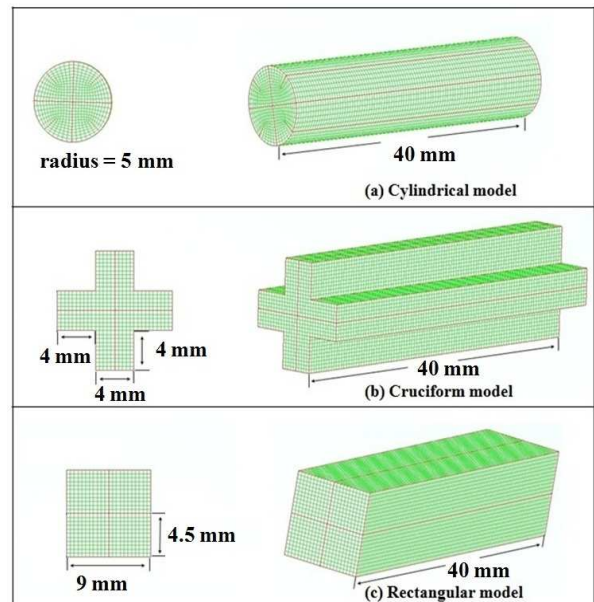 radius = 5 mm
40 mm
(a) Cylindrical model
4 mm
4 mm
4 mm
40 mm
(b) Cruciform model
4.5 mm
9 mm
40 mm
(c) Rectangular model